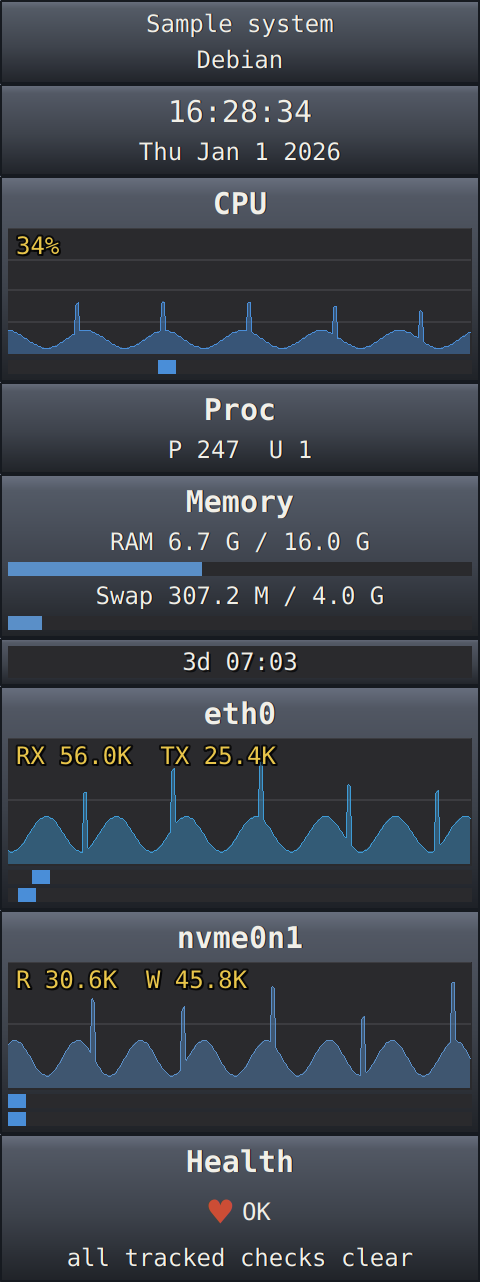 Sample system
Debian
16:28:34
Thu Jan 1 2026
CPU
34%
Proc
P 247  U 1
Memory
RAM 6.7 G / 16.0 G
Swap 307.2 M / 4.0 G
3d 07:03
eth0
RX 56.0K  TX 25.4K
nvme0n1
R 30.6K  W 45.8K
Health
♥ OK
all tracked checks clear